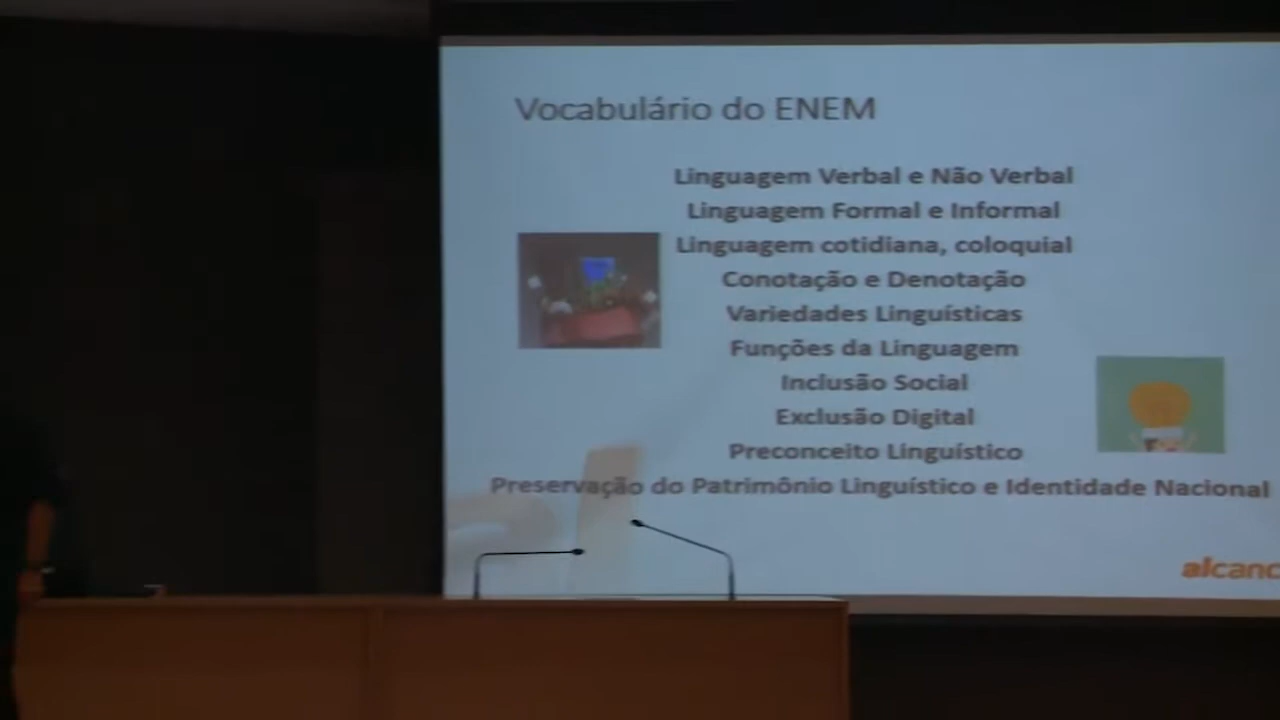 Vocabulário do ENEM
Linguagem Verbal e Não Verbal
Linguagem Formal e Informal
Linguagem cotidiana, coloquial
Conotação e Denotação
Variedades Linguísticas
Funções da Linguagem
Inclusão Social
Exclusão Digital
Preconceito Linguístico
Preservação do Patrimônio Linguístico e Identidade Nacional
alcanc